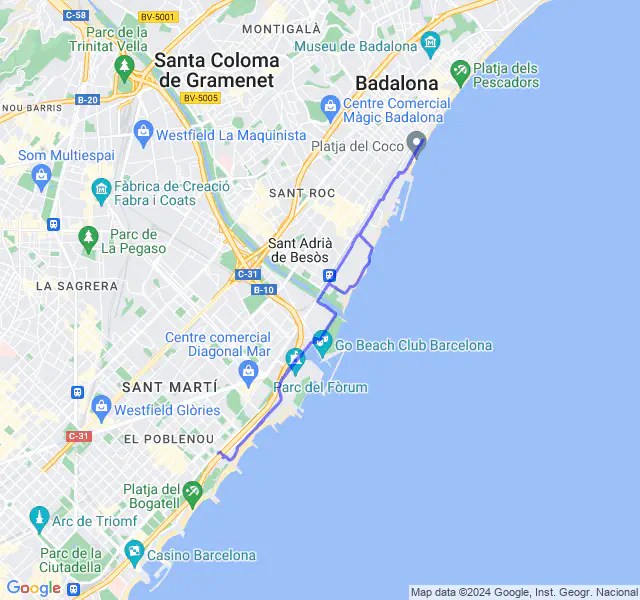 C-58
BV-5001
MONTIGALÀ
Parc de
la Trinitat Vella
Santa Coloma
de Gramenet
Museu de Badalona
Platja dels
Pescadors
Badalona
NOU BARRIS
B-20
BV-5005
Centre Comercial
Màgic Badalona
Westfield La Maquinista
Platja del Coco
Som Multiespai
Fàbrica de Creació
Fabra i Coats
SANT ROC
Parc de
La Pegaso
Sant Adrià
de Besòs
C-31
B-10
LA SAGRERA
Centre comercial
Diagonal Mar
Go Beach Club Barcelona
Parc del Fòrum
SANT MARTÍ
Westfield Glòries
C-31
EL POBLENOU
Platja del
Bogatell
Arc de Triomf
Parc de la
Ciutadella
Casino Barcelona
Google
Map data ©2024 Google, Inst. Geogr. Nacional